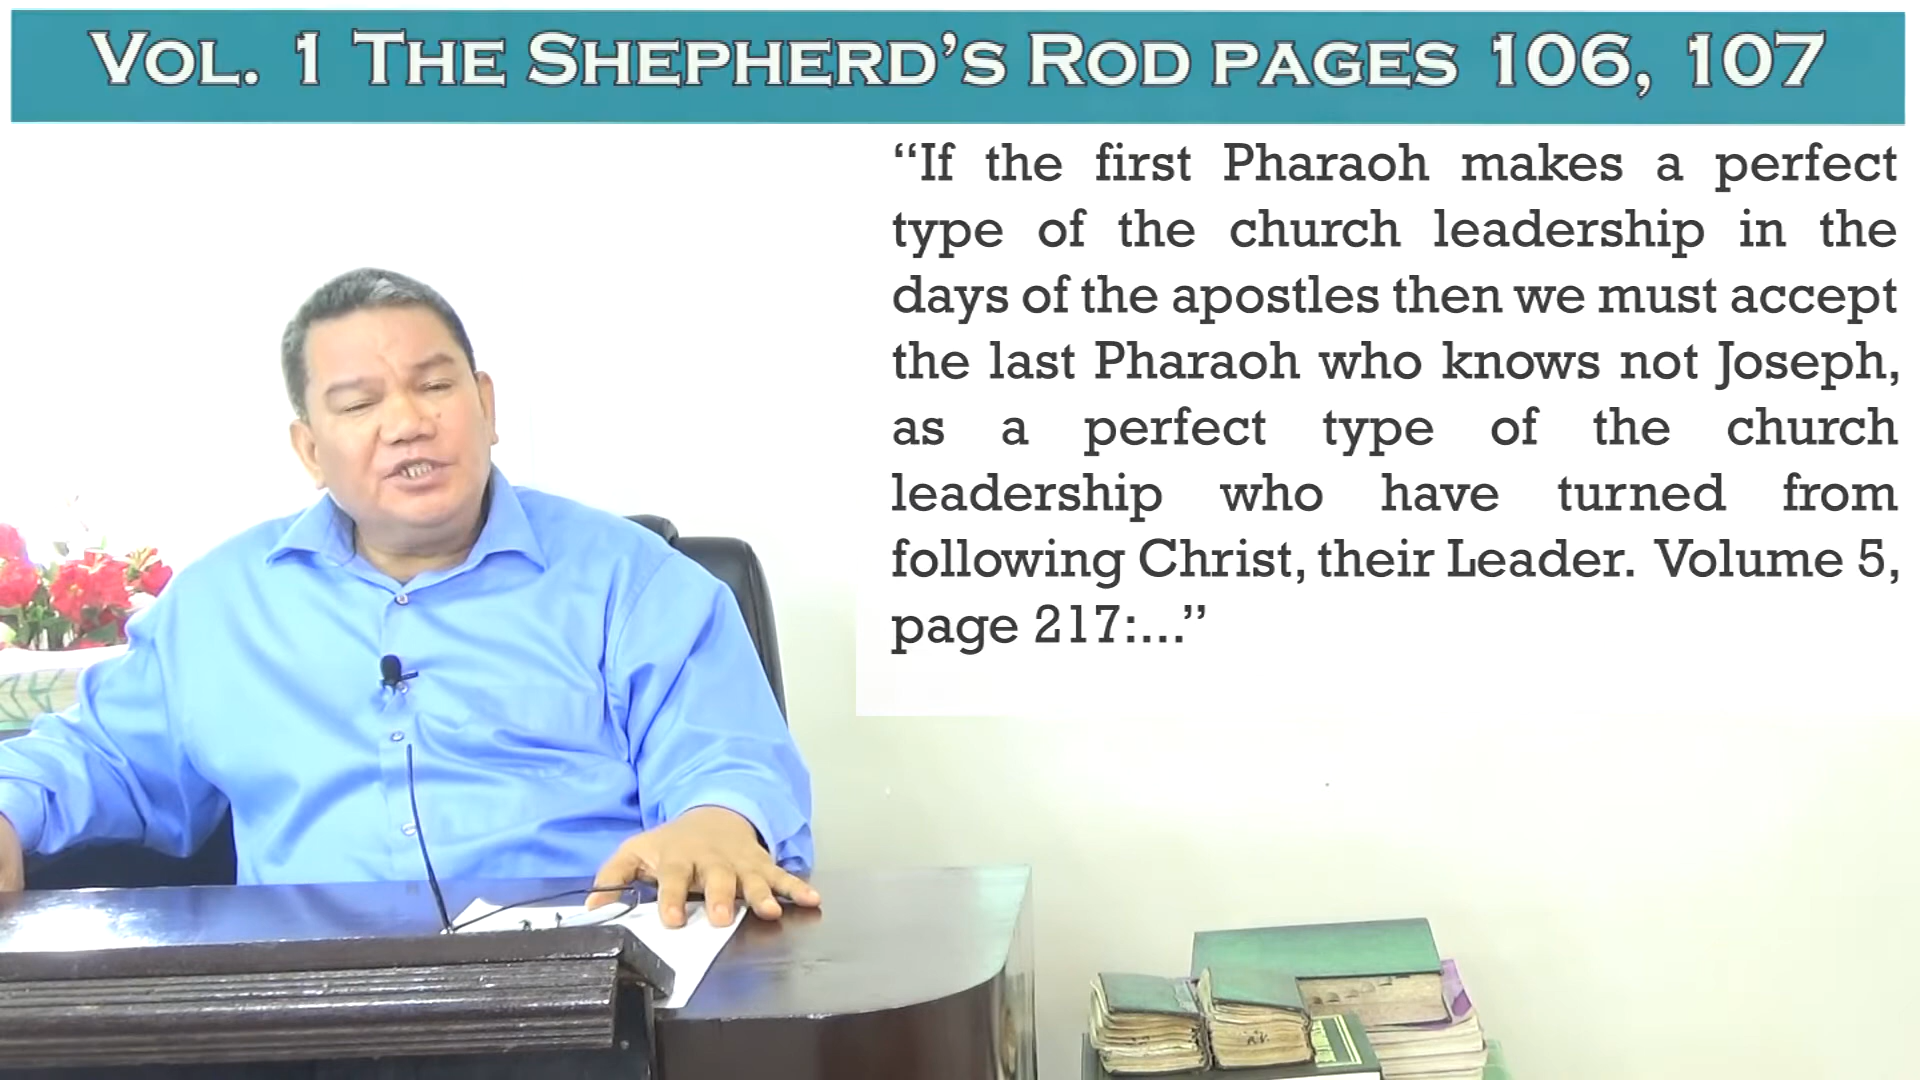 Vol. 1 The Shepherd’s Rod pages 106, 107
“If the first Pharaoh makes a perfect
type of the church leadership in the
days of the apostles then we must accept
the last Pharaoh who knows not Joseph,
as a perfect type of the church
leadership who have turned from
following Christ, their Leader. Volume 5,
page 217:...”